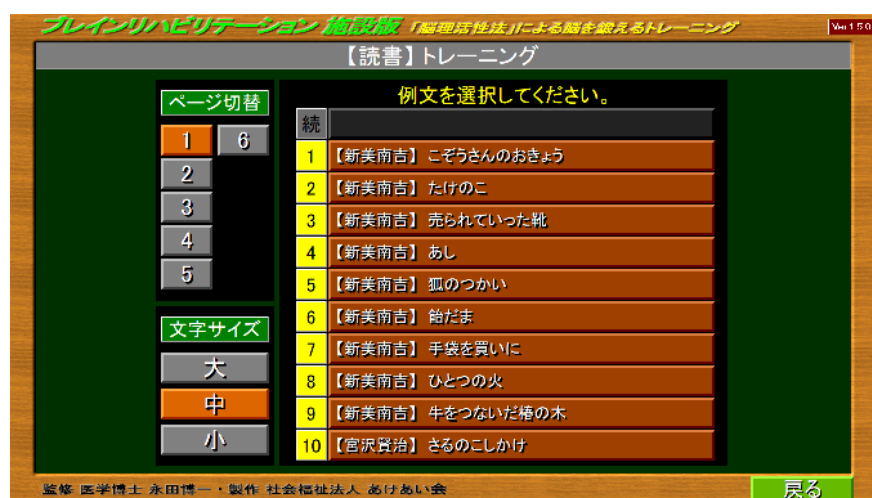 ブレインリハビリテーション 施設版 「脳理活性法」による脳を鍛えるトレーニング
Ver 1.50
【読書】トレーニング
ページ切替
1 6
2
3
4
5
文字サイズ
大
中
小
例文を選択してください。
続
1 【新美南吉】 こぞうさんのおきょう
2 【新美南吉】 たけのこ
3 【新美南吉】 売られていった靴
4 【新美南吉】 あし
5 【新美南吉】 狐のつかい
6 【新美南吉】 飴だま
7 【新美南吉】 手袋を買いに
8 【新美南吉】 ひとつの火
9 【新美南吉】 牛をつないだ椿の木
10 【宮沢賢治】 さるのこしかけ
監修 医学博士 永田博一・製作 社会福祉法人 あけあい会
戻る